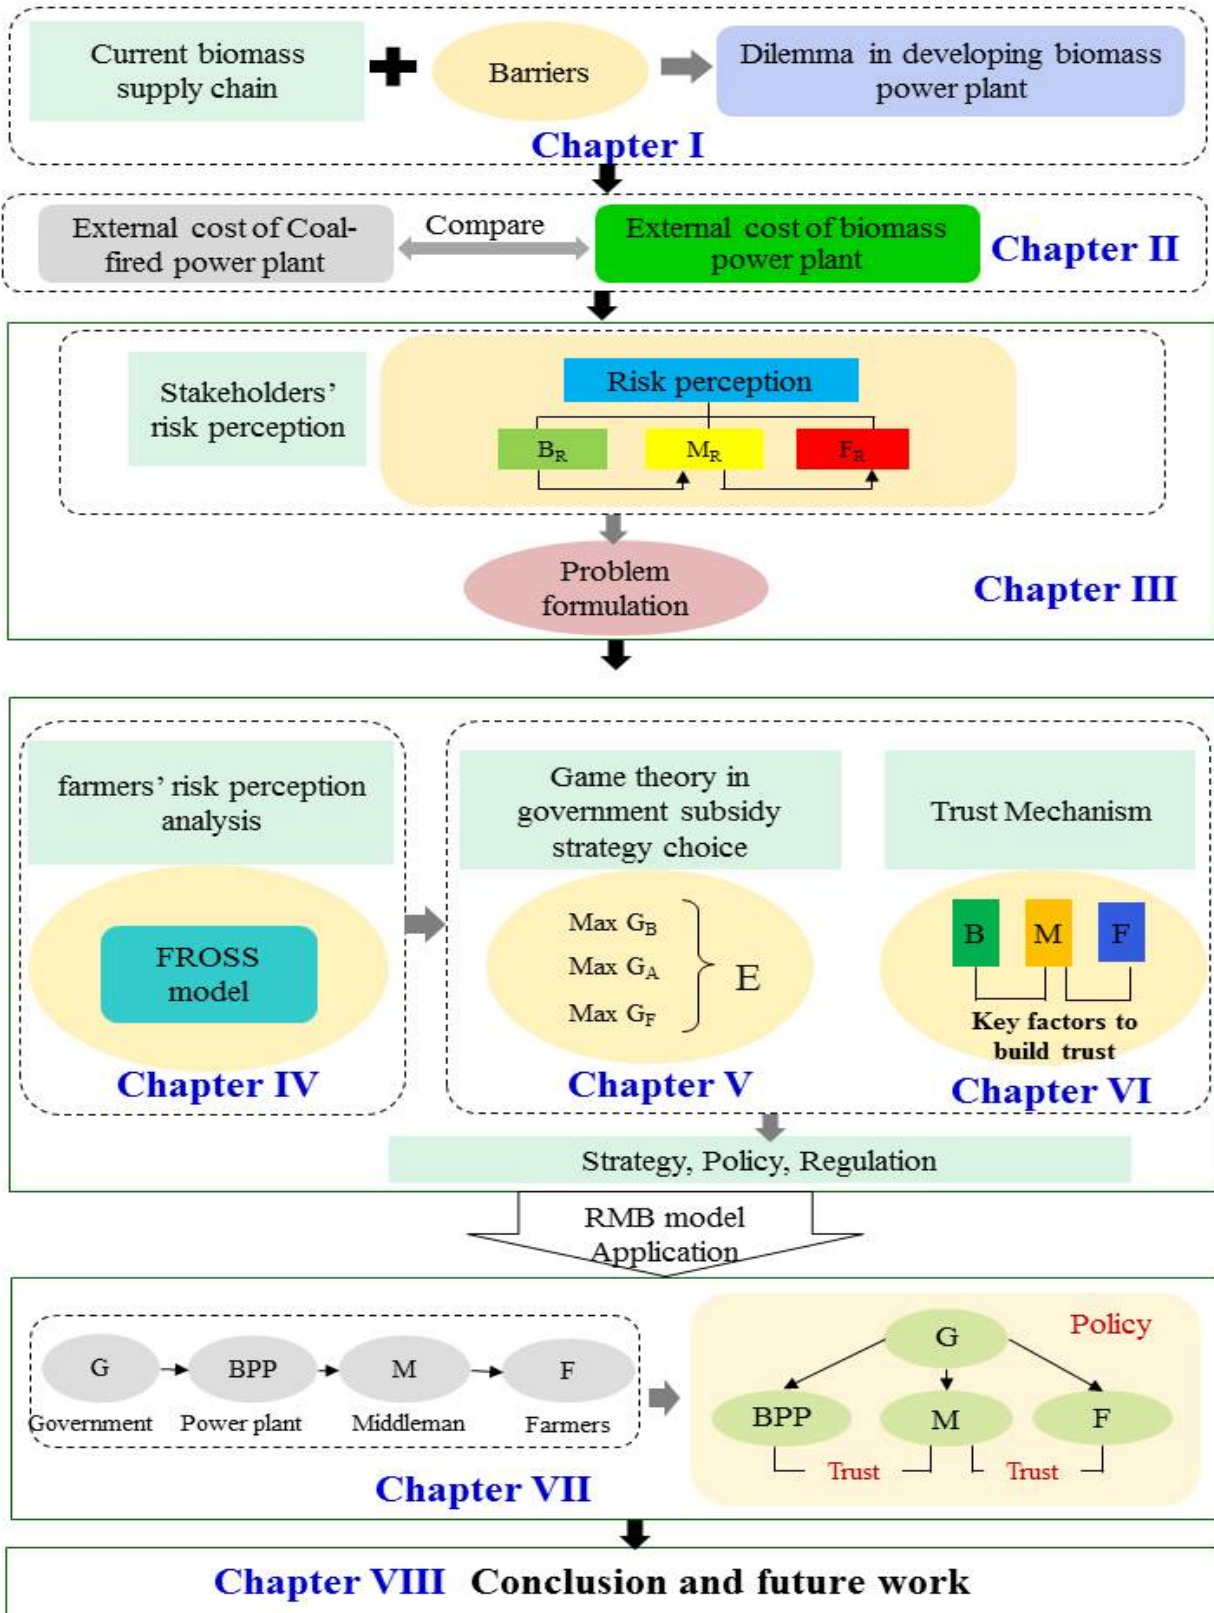 Current biomass
supply chain
Barriers
Dilemma in developing biomass
power plant
Chapter I
External cost of Coal-
fired power plant
Compare
External cost of biomass
power plant
Chapter II
Stakeholders’
risk perception
Risk perception
BR
MR
FR
Problem
formulation
Chapter III
farmers’ risk perception
analysis
FROSS
model
Chapter IV
Game theory in
government subsidy
strategy choice
Max GB
Max GA
Max GF
E
Chapter V
Trust Mechanism
B
M
F
Key factors to
build trust
Chapter VI
Strategy, Policy, Regulation
RMB model
Application
G
BPP
M
F
Government
Power plant
Middleman
Farmers
Policy
G
BPP
M
F
Trust
Trust
Chapter VII
Chapter VIII Conclusion and future work